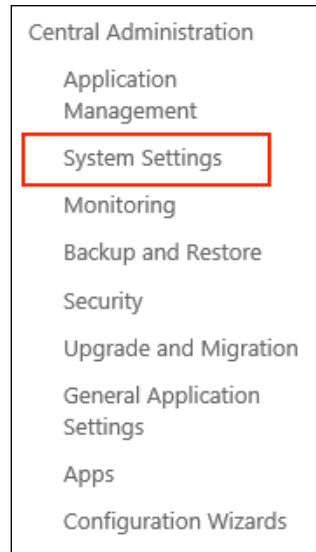 Central Administration
Application
Management
System Settings
Monitoring
Backup and Restore
Security
Upgrade and Migration
General Application
Settings
Apps
Configuration Wizards